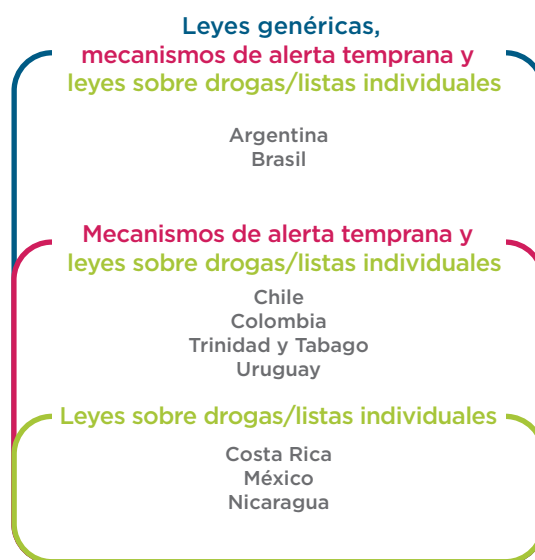 Leyes genéricas,
mecanismos de alerta temprana y
leyes sobre drogas/listas individuales
Argentina
Brasil
Mecanismos de alerta temprana y
leyes sobre drogas/listas individuales
Chile
Colombia
Trinidad y Tabago
Uruguay
Leyes sobre drogas/listas individuales
Costa Rica
México
Nicaragua